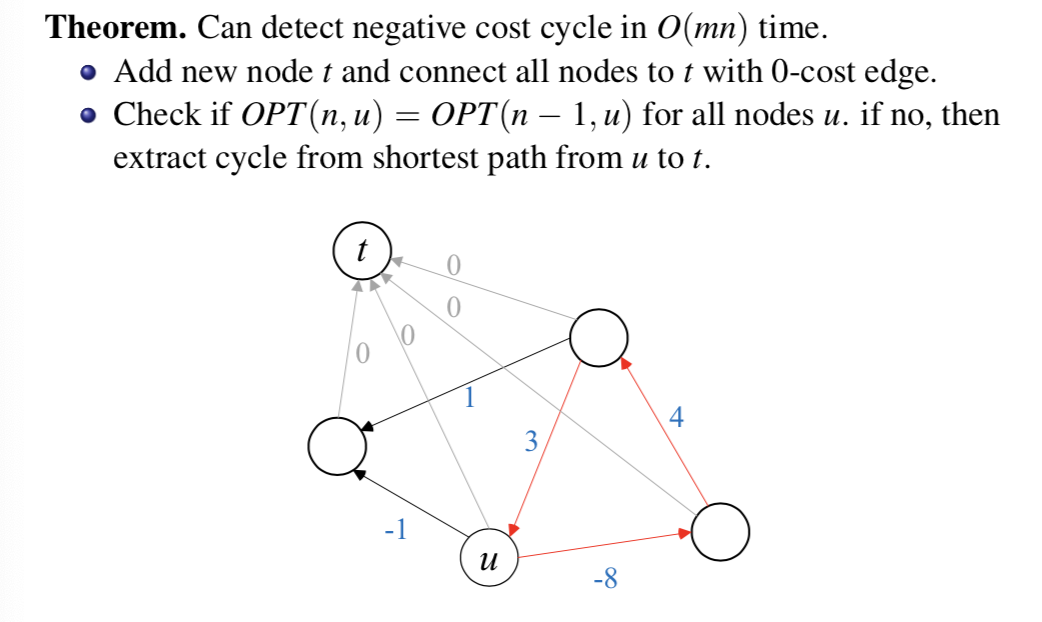 Theorem. Can detect negative cost cycle in O(mn) time.
Add new node t and connect all nodes to t with 0-cost edge.
Check if OPT(n, u) = OPT(n − 1, u) for all nodes u. if no, then
extract cycle from shortest path from u to t.
t
0
0
0
0
1
4
3
-1
u
-8